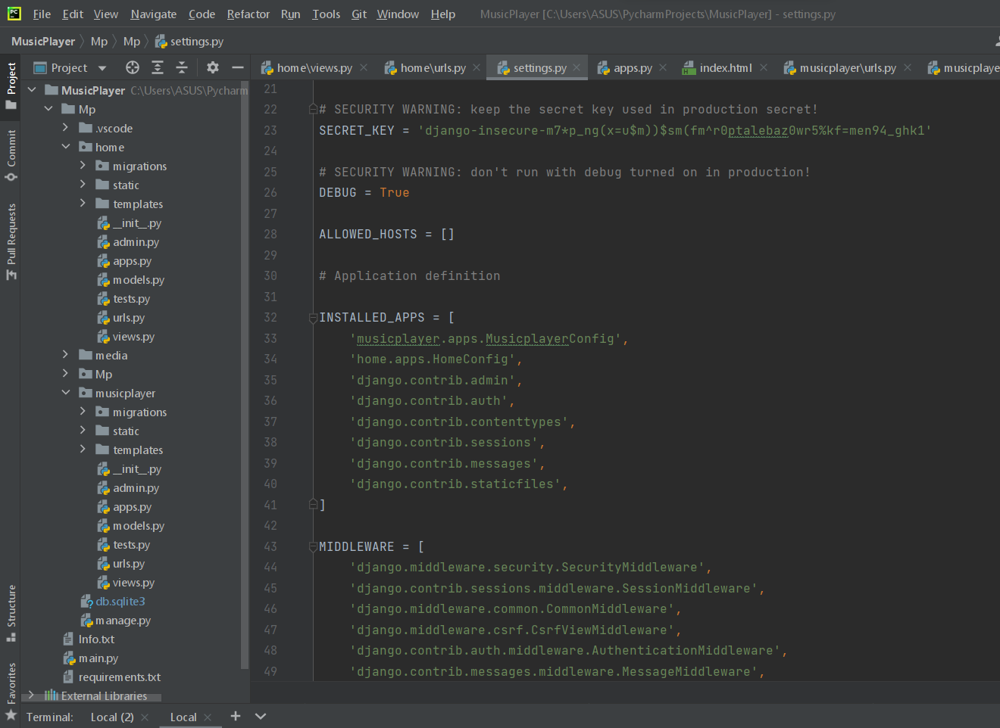 PC File Edit View Navigate Code Refactor Run Tools Git Window Help MusicPlayer [C:\Users\ASUS\PycharmProjects\MusicPlayer] - settings.py
MusicPlayer Mp Mp settings.py
Project home\views.py home\urls.py settings.py apps.py index.html musicplayer\urls.py musicplaye
Project
Commit
Pull Requests
Structure
Favorites
MusicPlayer C:\Users\ASUS\Pycharm
Mp
.vscode
home
migrations
static
templates
__init__.py
admin.py
apps.py
models.py
tests.py
urls.py
views.py
media
Mp
musicplayer
migrations
static
templates
__init__.py
admin.py
apps.py
models.py
tests.py
urls.py
views.py
db.sqlite3
manage.py
Info.txt
main.py
requirements.txt
External Libraries
21
22 # SECURITY WARNING: keep the secret key used in production secret!
23 SECRET_KEY = 'django-insecure-m7*p_ng(x=u$m))$sm(fm^r0ptalebaz0wr5%kf=men94_ghk1'
24
25 # SECURITY WARNING: don't run with debug turned on in production!
26 DEBUG = True
27
28 ALLOWED_HOSTS = []
29
30 # Application definition
31
32 INSTALLED_APPS = [
33 'musicplayer.apps.MusicplayerConfig',
34 'home.apps.HomeConfig',
35 'django.contrib.admin',
36 'django.contrib.auth',
37 'django.contrib.contenttypes',
38 'django.contrib.sessions',
39 'django.contrib.messages',
40 'django.contrib.staticfiles',
41 ]
42
43 MIDDLEWARE = [
44 'django.middleware.security.SecurityMiddleware',
45 'django.contrib.sessions.middleware.SessionMiddleware',
46 'django.middleware.common.CommonMiddleware',
47 'django.middleware.csrf.CsrfViewMiddleware',
48 'django.contrib.auth.middleware.AuthenticationMiddleware',
49 'django.contrib.messages.middleware.MessageMiddleware',
Terminal: Local (2) Local